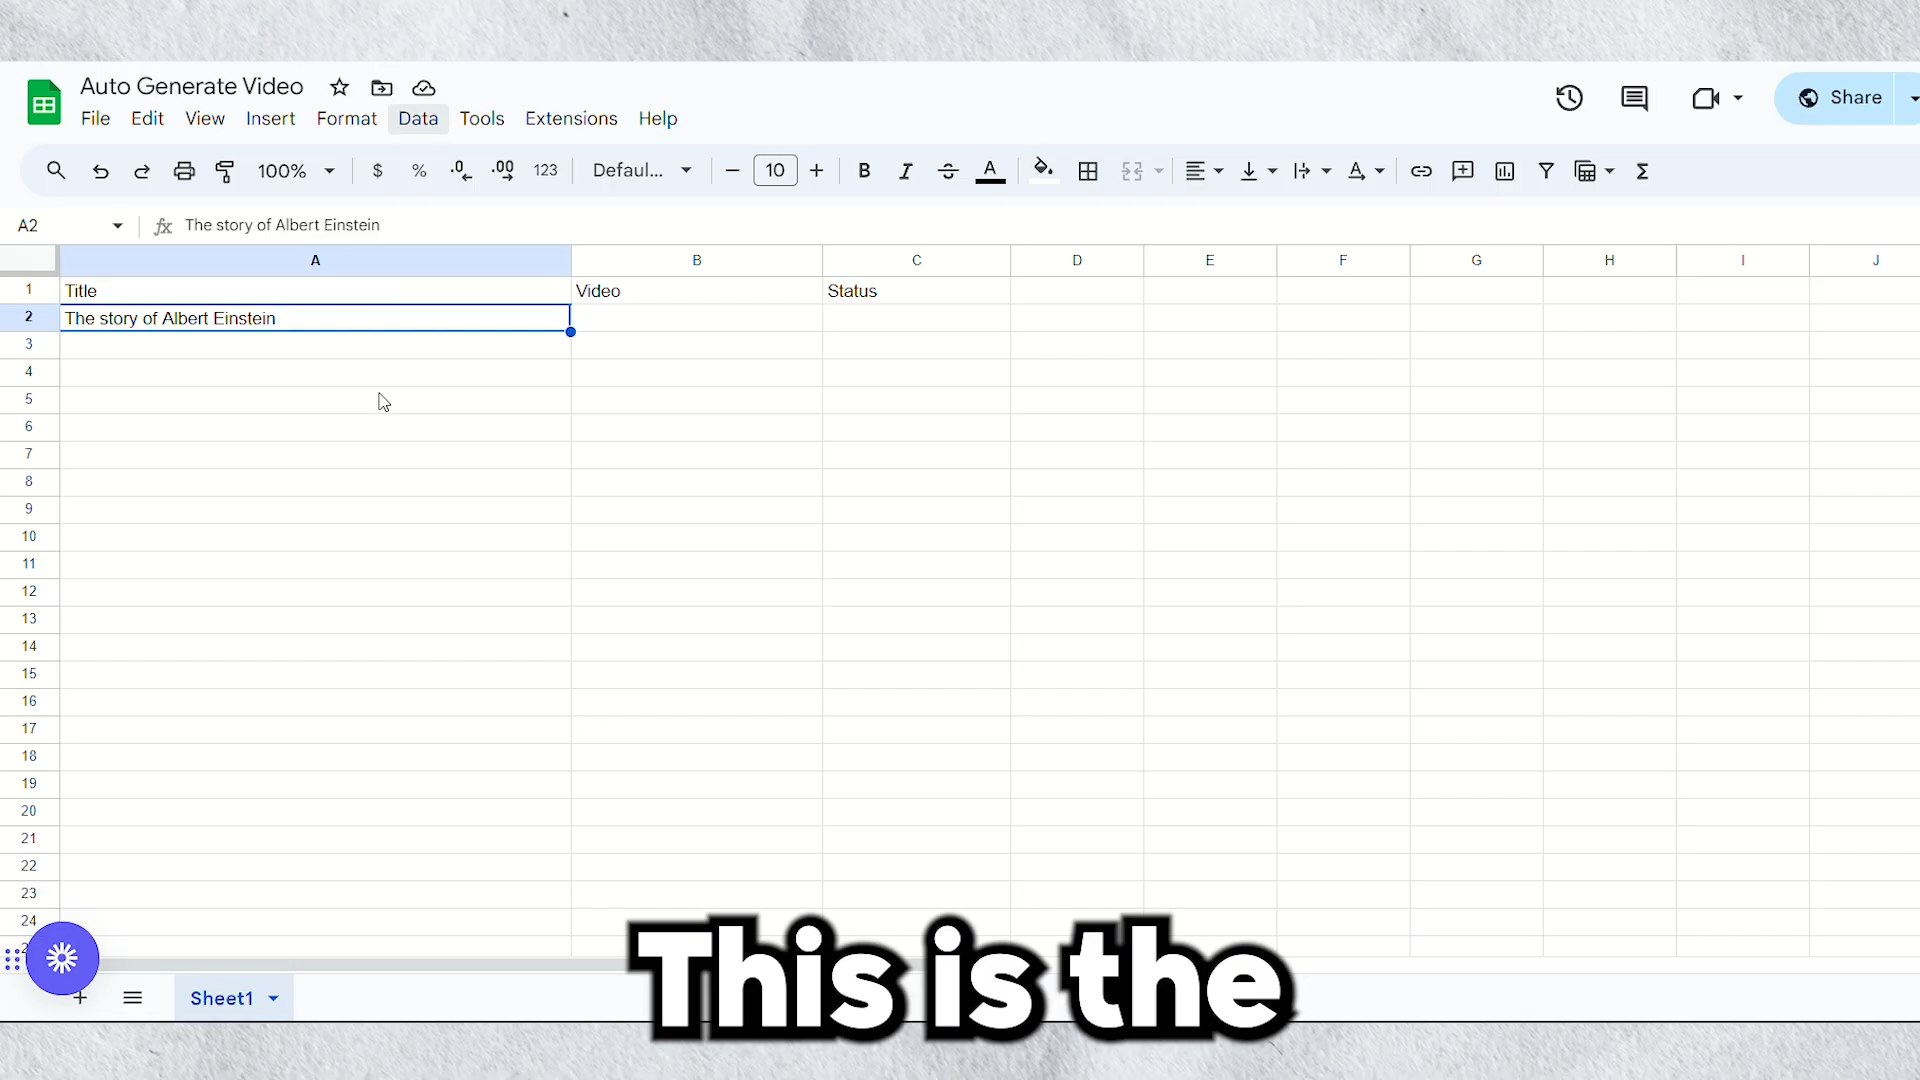 Auto Generate Video
File Edit View Insert Format Data Tools Extensions Help
Share
100% $ % .0 .00 123 Defaul... 10 B I A A Σ
A2 fx The story of Albert Einstein
A B C D E F G H I J
1 Title Video Status
2 The story of Albert Einstein
3
4
5
6
7
8
9
10
11
12
13
14
15
16
17
18
19
20
21
22
23
24
This is the
Sheet1